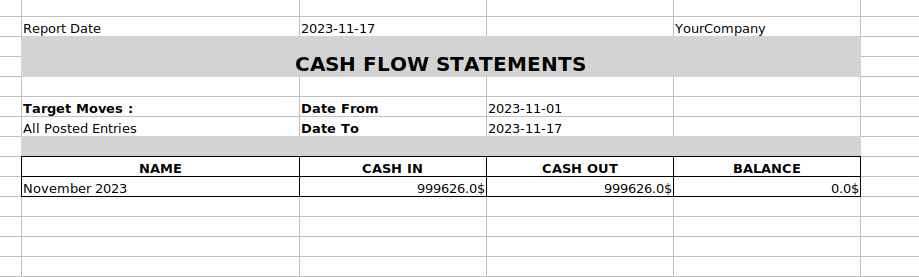 Report Date 2023-11-17 YourCompany
CASH FLOW STATEMENTS
Target Moves : Date From 2023-11-01
All Posted Entries Date To 2023-11-17
NAME CASH IN CASH OUT BALANCE
November 2023 999626.0$ 999626.0$ 0.0$